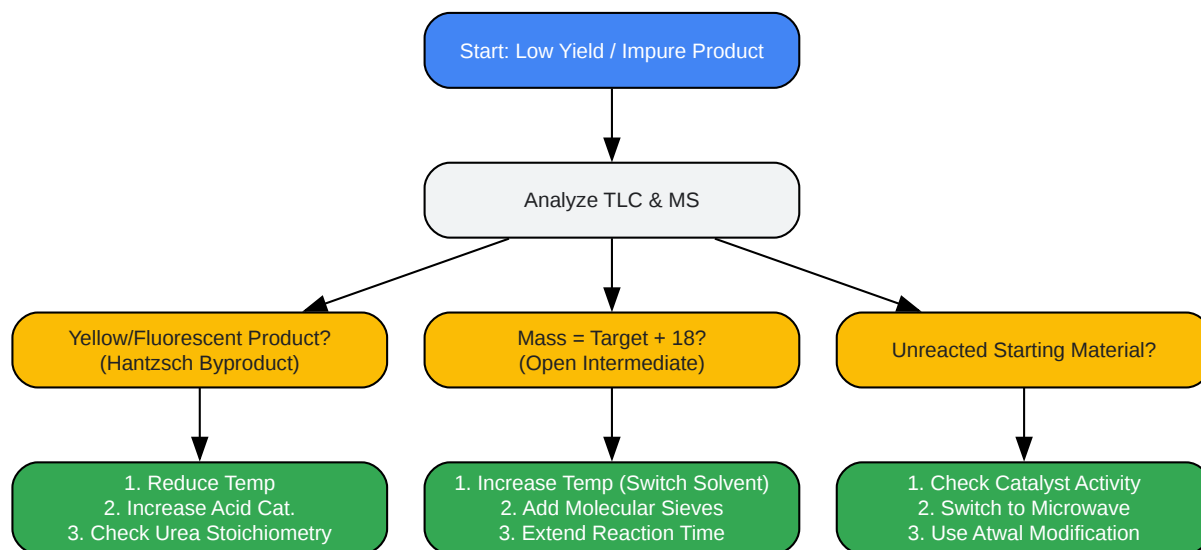 Start: Low Yield / Impure Product
Analyze TLC & MS
Yellow/Fluorescent Product?
(Hantzsch Byproduct)
Mass = Target + 18?
(Open Intermediate)
Unreacted Starting Material?
1. Reduce Temp
2. Increase Acid Cat.
3. Check Urea Stoichiometry
1. Increase Temp (Switch Solvent)
2. Add Molecular Sieves
3. Extend Reaction Time
1. Check Catalyst Activity
2. Switch to Microwave
3. Use Atwal Modification